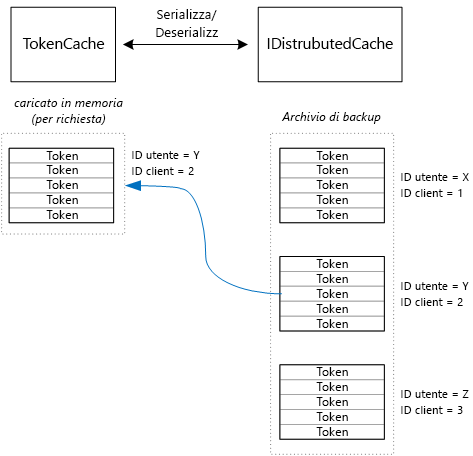 TokenCache
Serializza/
Deserializz
IDistrubutedCache
caricato in memoria
(per richiesta)
Archivio di backup
Token
Token
Token
Token
Token
ID utente = Y
ID client = 2
Token
Token
Token
Token
Token
ID utente = X
ID client = 1
Token
Token
Token
Token
Token
ID utente = Y
ID client = 2
Token
Token
Token
Token
Token
ID utente = Z
ID client = 3